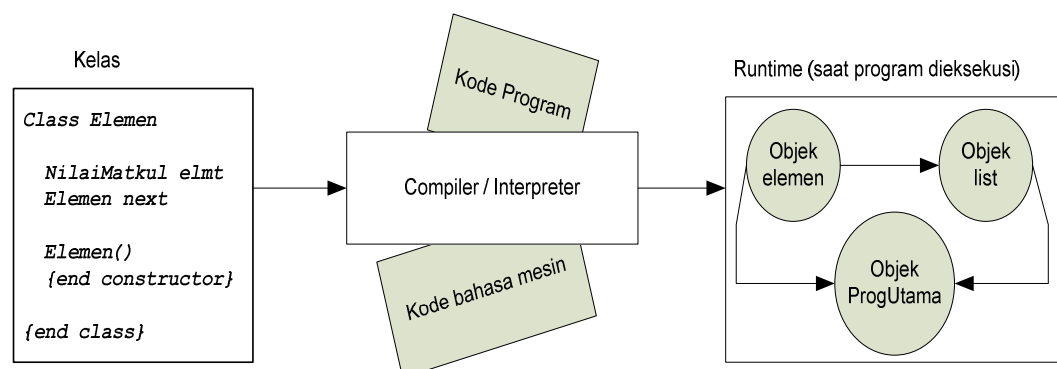 Kelas
Class Elemen
NilaiMatkul elmt
Elemen next
Elemen()
{end constructor}
{end class}
Kode Program
Compiler / Interpreter
Kode bahasa mesin
Runtime (saat program dieksekusi)
Objek
elemen
Objek
list
Objek
ProgUtama